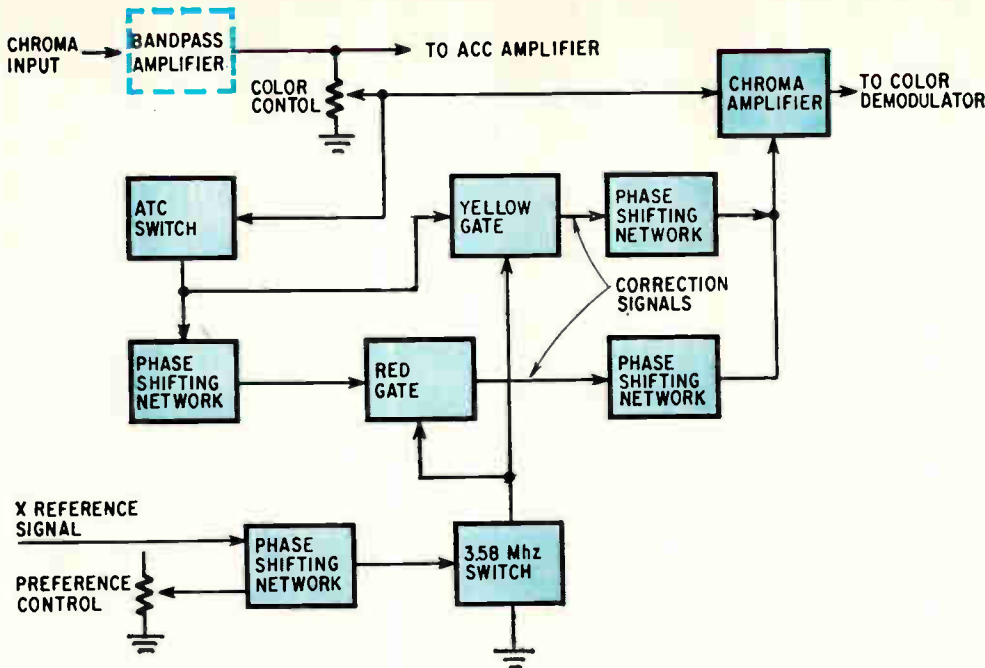 CHROMA
INPUT
BANDPASS
AMPLIFIER
TO ACC AMPLIFIER
COLOR
CONTOL
CHROMA
AMPLIFIER
TO COLOR
DEMODULATOR
ATC
SWITCH
YELLOW
GATE
PHASE
SHIFTING
NETWORK
CORRECTION
SIGNALS
PHASE
SHIFTING
NETWORK
RED
GATE
PHASE
SHIFTING
NETWORK
X REFERENCE
SIGNAL
PREFERENCE
CONTROL
PHASE
SHIFTING
NETWORK
3.58 Mhz
SWITCH